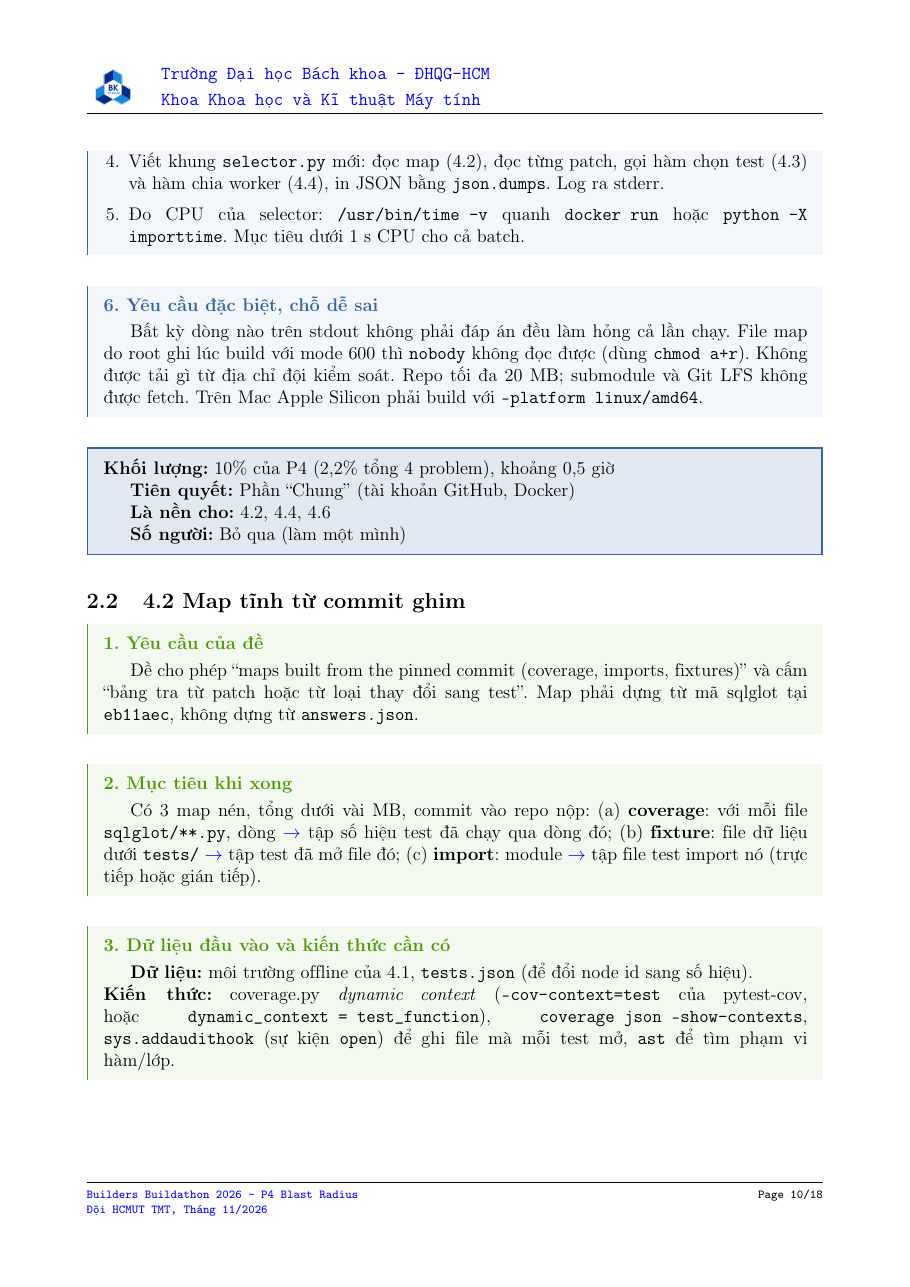 BK
Trường Đại học Bách khoa - ĐHQG-HCM
Khoa Khoa học và Kĩ thuật Máy tính
4. Viết khung selector.py mới: đọc map (4.2), đọc từng patch, gọi hàm chọn test (4.3)
và hàm chia worker (4.4), in JSON bằng json.dumps. Log ra stderr.
5. Đo CPU của selector: /usr/bin/time -v quanh docker run hoặc python -X
importtime. Mục tiêu dưới 1 s CPU cho cả batch.
6. Yêu cầu đặc biệt, chỗ dễ sai
Bất kỳ dòng nào trên stdout không phải đáp án đều làm hỏng cả lần chạy. File map
do root ghi lúc build với mode 600 thì nobody không đọc được (dùng chmod a+r). Không
được tải gì từ địa chỉ đội kiểm soát. Repo tối đa 20 MB; submodule và Git LFS không
được fetch. Trên Mac Apple Silicon phải build với -platform linux/amd64.
Khối lượng: 10% của P4 (2,2% tổng 4 problem), khoảng 0,5 giờ
Tiên quyết: Phần “Chung” (tài khoản GitHub, Docker)
Là nền cho: 4.2, 4.4, 4.6
Số người: Bỏ qua (làm một mình)
2.2 4.2 Map tĩnh từ commit ghim
1. Yêu cầu của đề
Đề cho phép “maps built from the pinned commit (coverage, imports, fixtures)” và cấm
“bảng tra từ patch hoặc từ loại thay đổi sang test”. Map phải dựng từ mã sqlglot tại
eb11aec, không dựng từ answers.json.
2. Mục tiêu khi xong
Có 3 map nén, tổng dưới vài MB, commit vào repo nộp: (a) coverage: với mỗi file
sqlglot/**.py, dòng → tập số hiệu test đã chạy qua dòng đó; (b) fixture: file dữ liệu
dưới tests/ → tập test đã mở file đó; (c) import: module → tập file test import nó (trực
tiếp hoặc gián tiếp).
3. Dữ liệu đầu vào và kiến thức cần có
Dữ liệu: môi trường offline của 4.1, tests.json (để đổi node id sang số hiệu).
Kiến thức: coverage.py dynamic context (-cov-context=test của pytest-cov,
hoặc dynamic_context = test_function), coverage json -show-contexts,
sys.addaudithook (sự kiện open) để ghi file mà mỗi test mở, ast để tìm phạm vi
hàm/lớp.
Builders Buildathon 2026 - P4 Blast Radius
Page 10/18
Đội HCMUT TMT, Tháng 11/2026